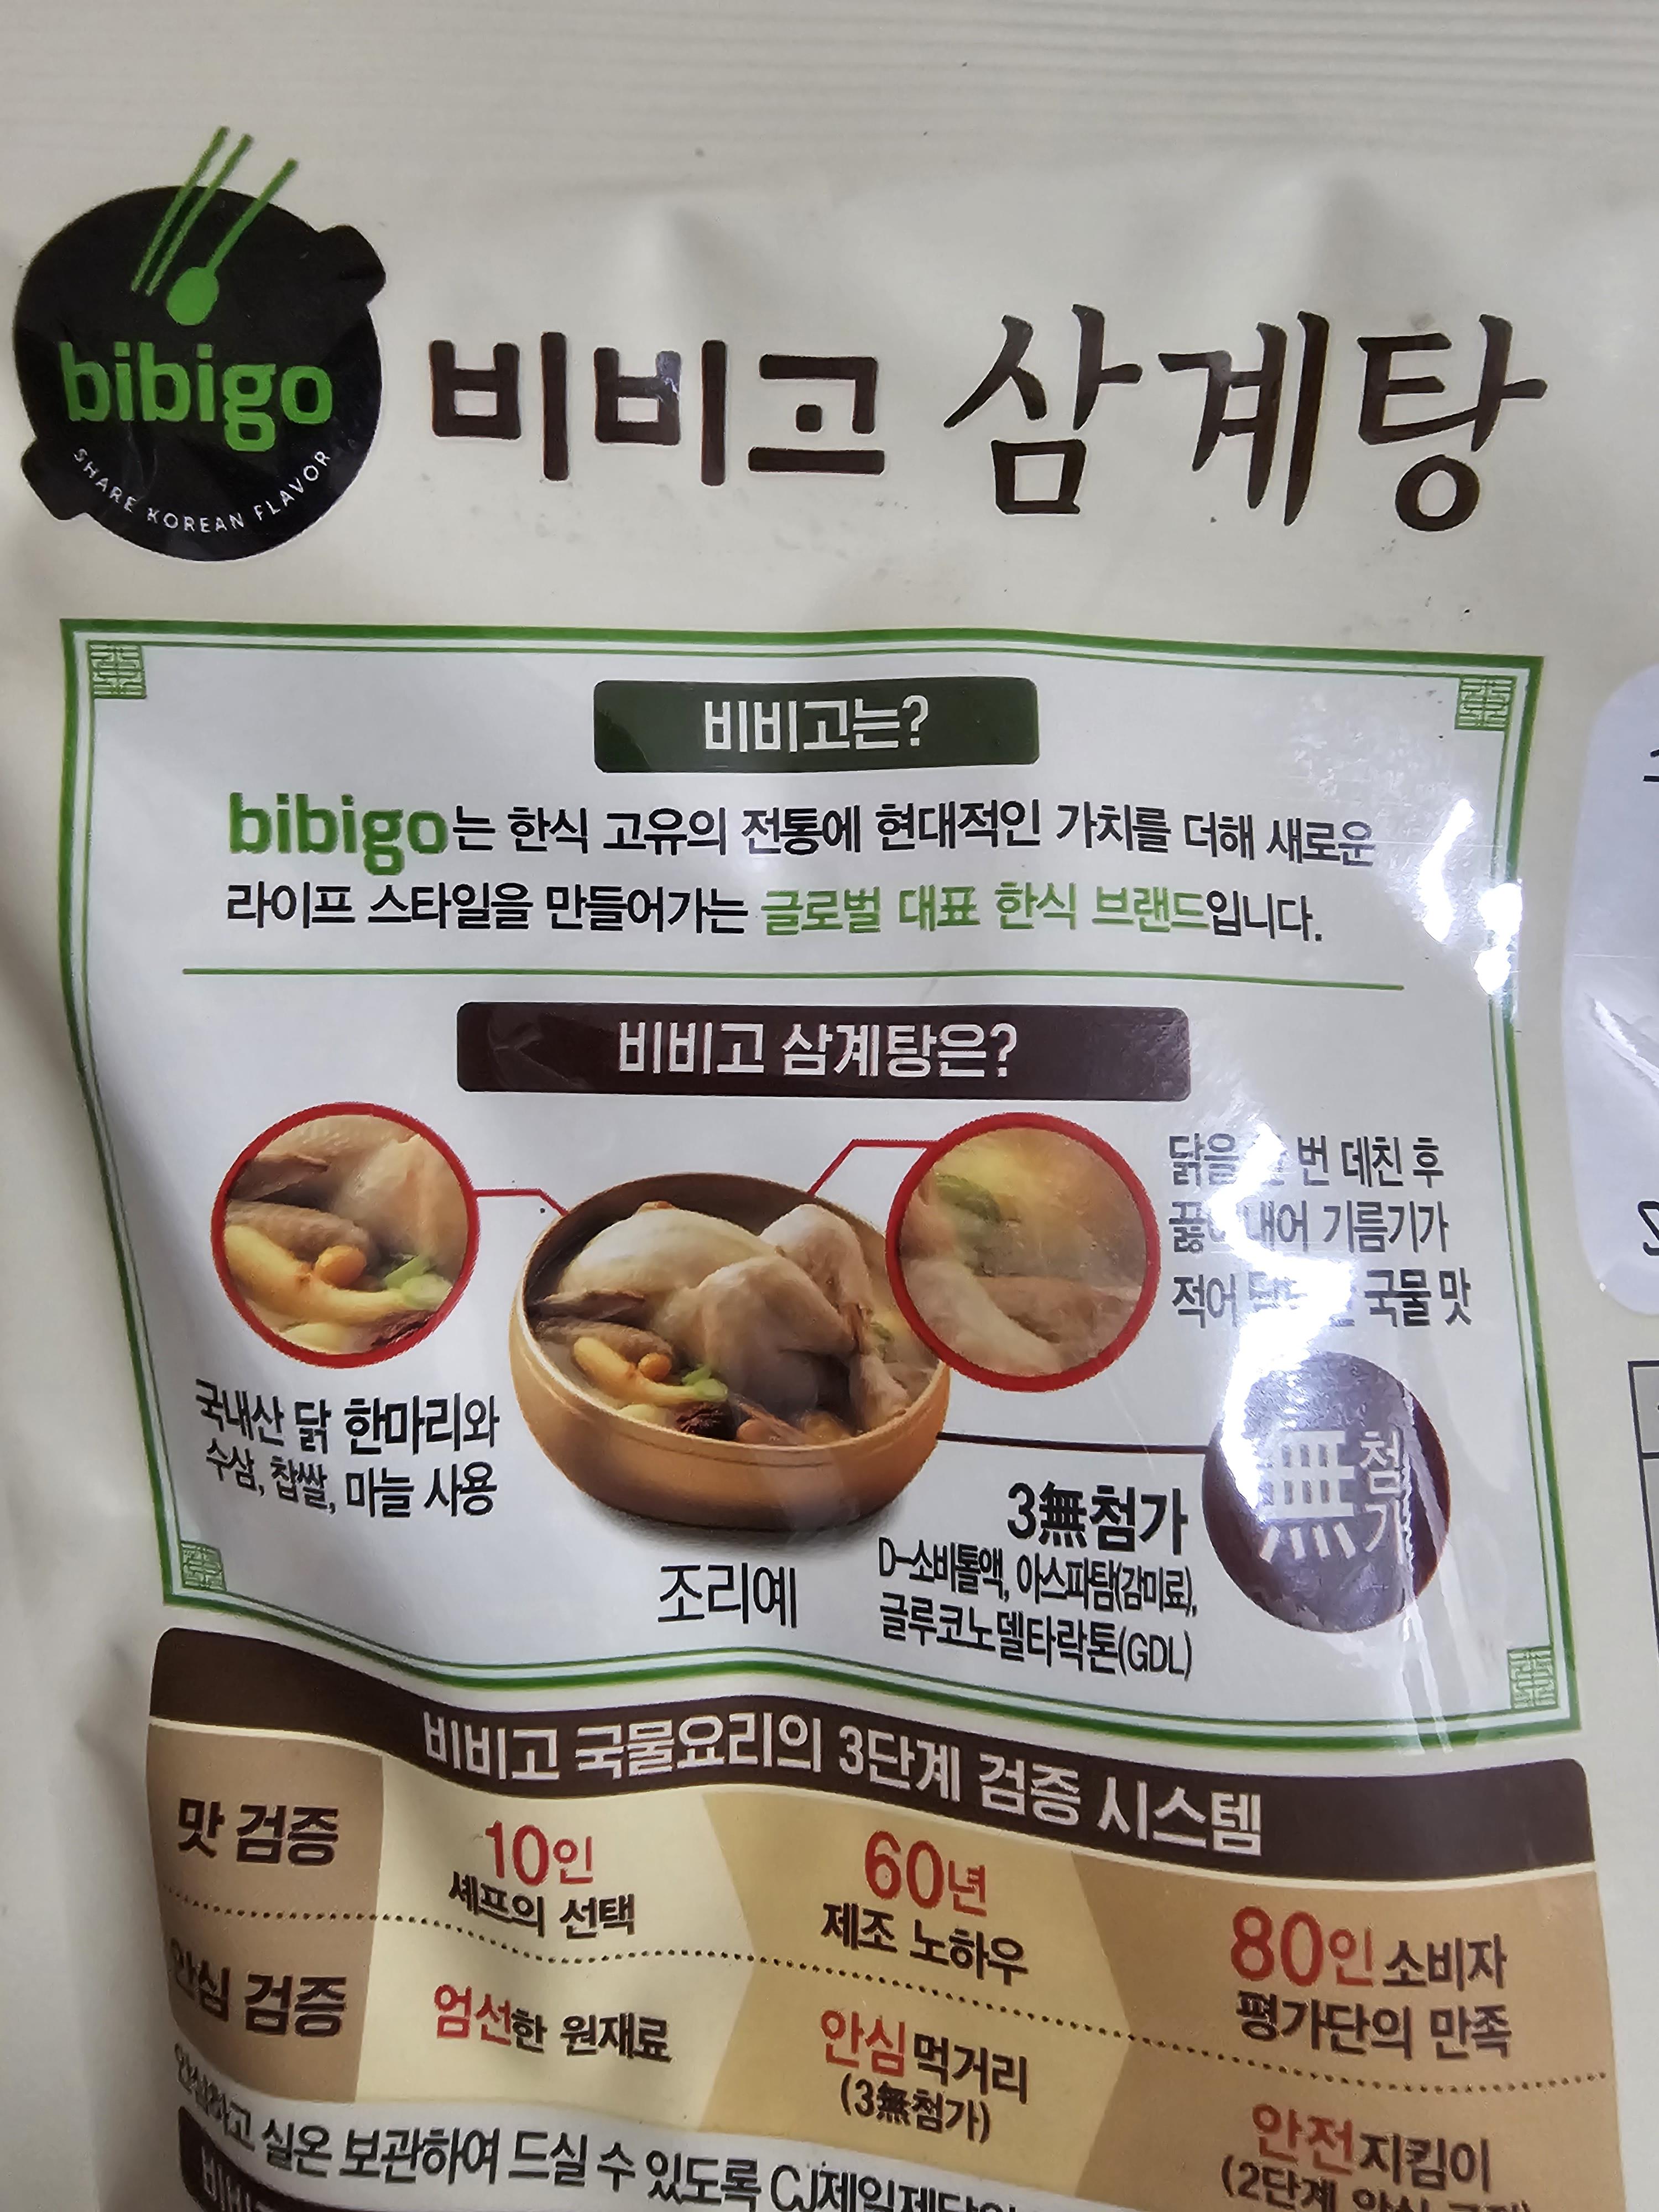 bibigo
SHARE KOREAN FLAVOR
비비고 삼계탕
비비고는?
bibigo는 한식 고유의 전통에 현대적인 가치를 더해 새로운
라이프 스타일을 만들어가는 글로벌 대표 한식 브랜드입니다.
비비고 삼계탕은?
닭을 번 데친 후
기름기가
적어 국물 맛
국내산 닭 한마리와
수삼, 찹쌀, 마늘 사용
조리예
3無첨가
D-소비톨액, 아스파탐(감미료),
글루코노델타락톤(GDL)
無첨가
비비고 국물요리의 3단계 검증 시스템
맛 검증
10인
셰프의 선택
60년
제조 노하우
80인 소비자
평가단의 만족
안심 검증
엄선한 원재료
안심 먹거리
(3無첨가)
안전지킴이
(2단계
실온 보관하여 드실 수 있도록 CJ제일제당